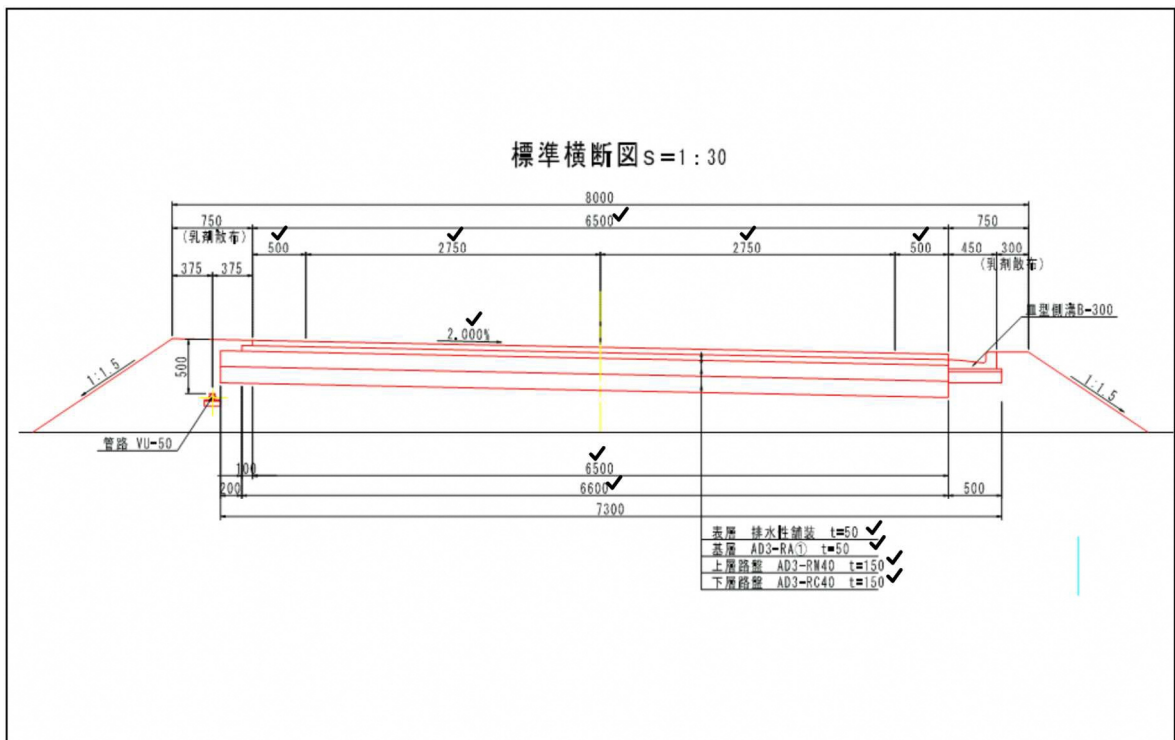 標準横断図 S=1:30
8000
750 6500 750
(乳剤散布) 500 2750 2750 500 450 300
(乳剤散布)
375 375
皿型側溝B-300
2.000%
1:1.5 500 1:1.5
管路 VU-50
100 6500
200 6600 500
7300
表層 排水性舗装 t=50
基層 AD3-RA① t=50
上層路盤 AD3-RM40 t=150
下層路盤 AD3-RC40 t=150